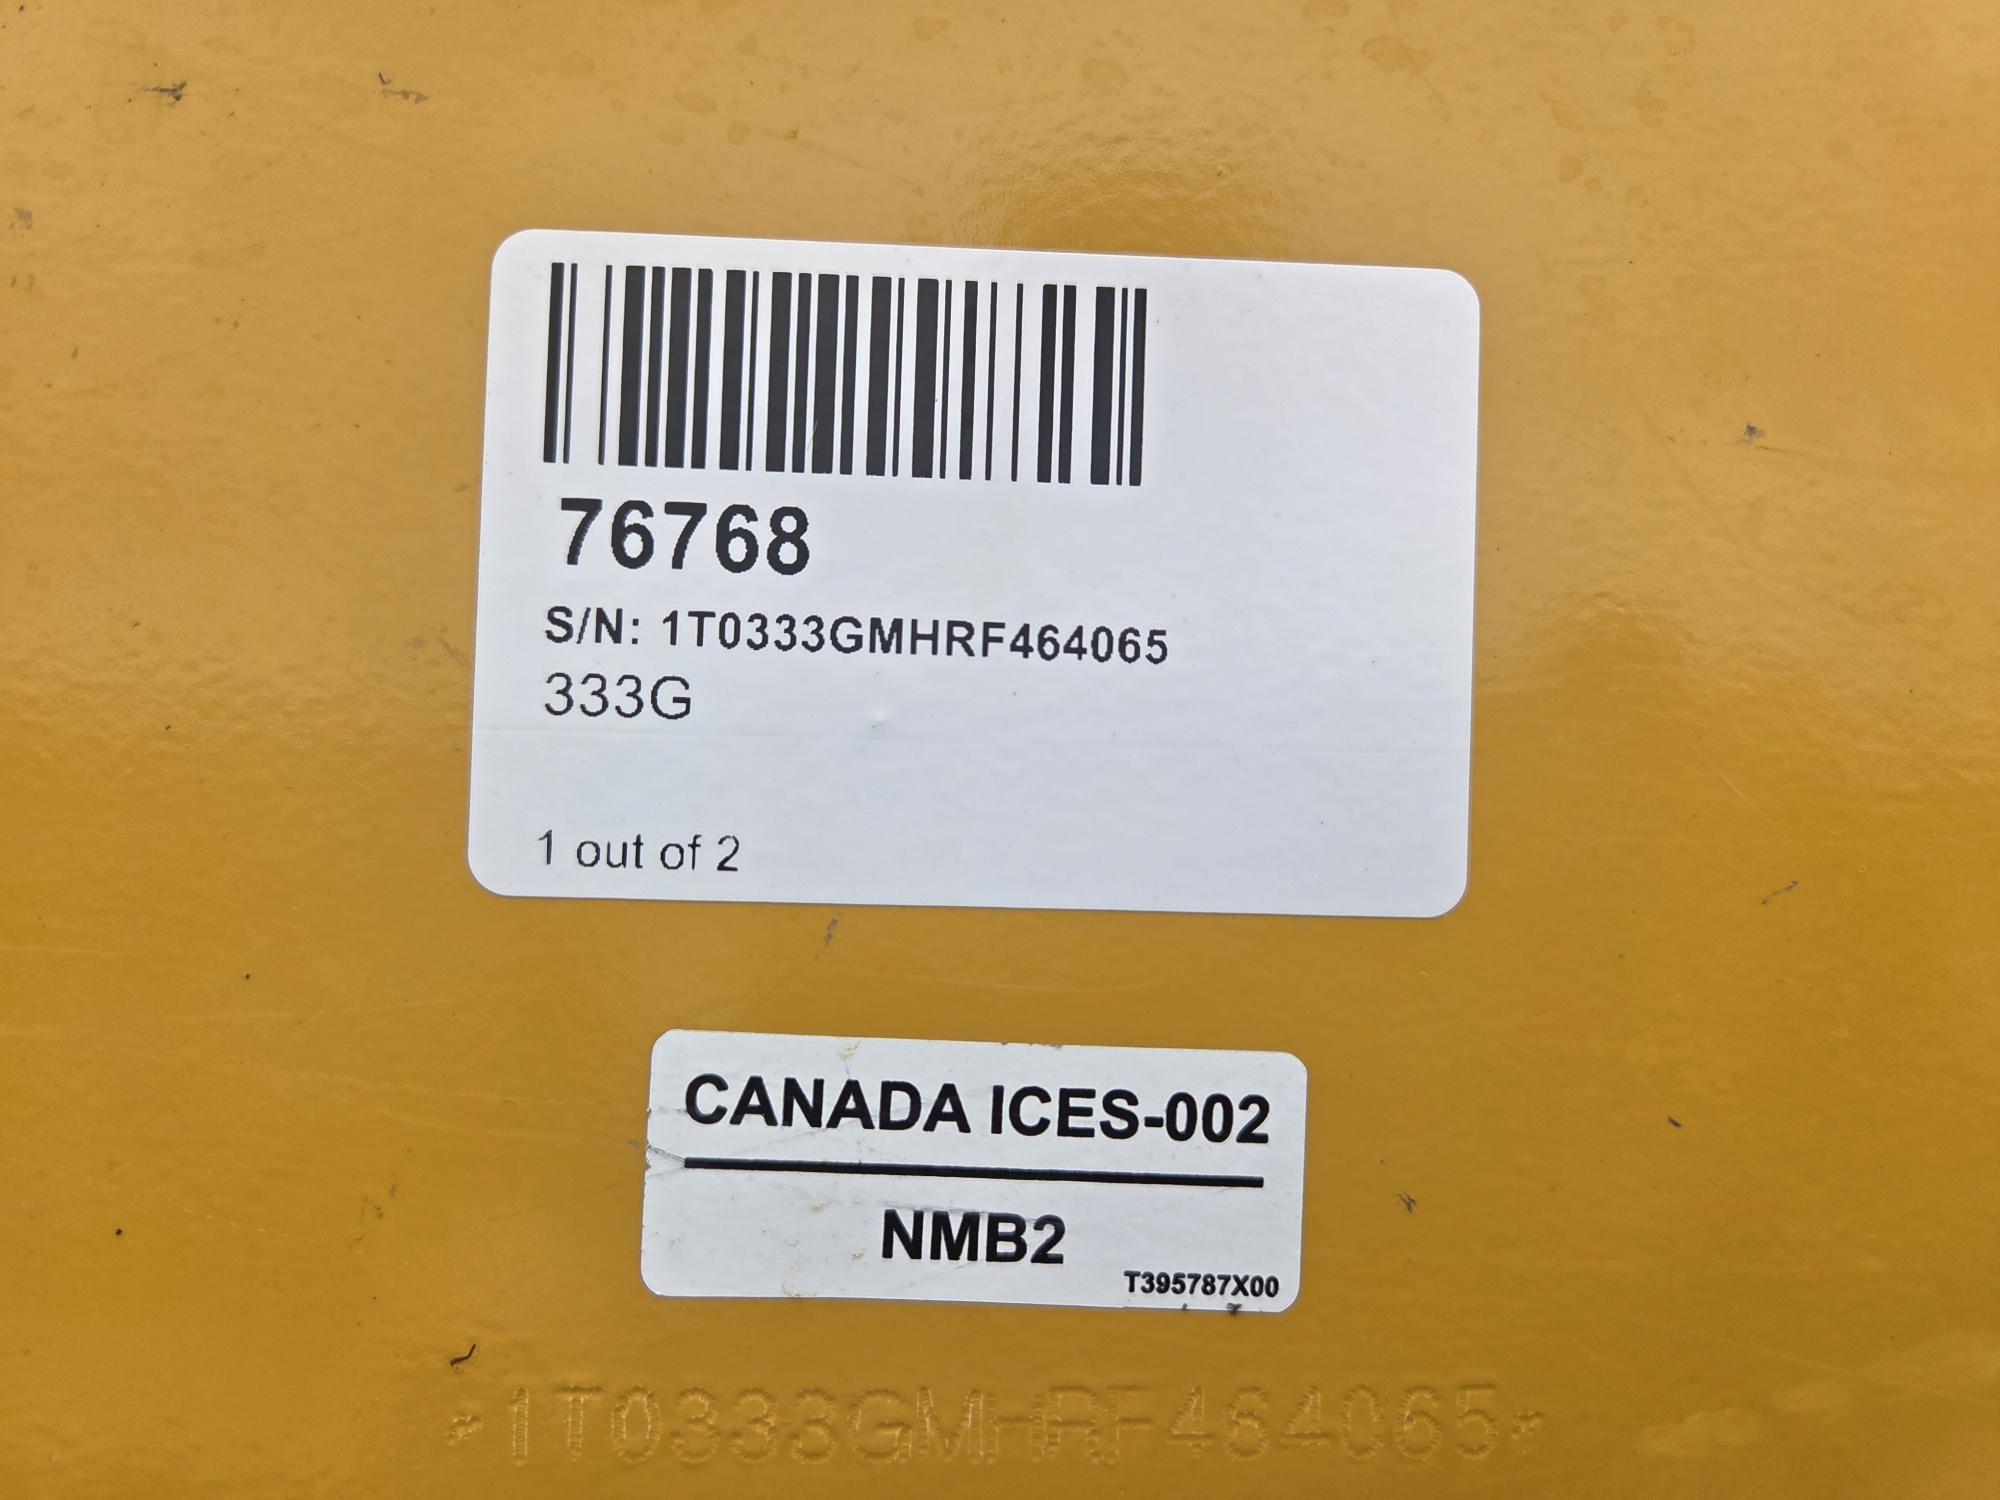 76768
S/N: 1T0333GMHRF464065
333G
1 out of 2
CANADA ICES-002
NMB2
T395787X00
*1T0333GMHRF464065*